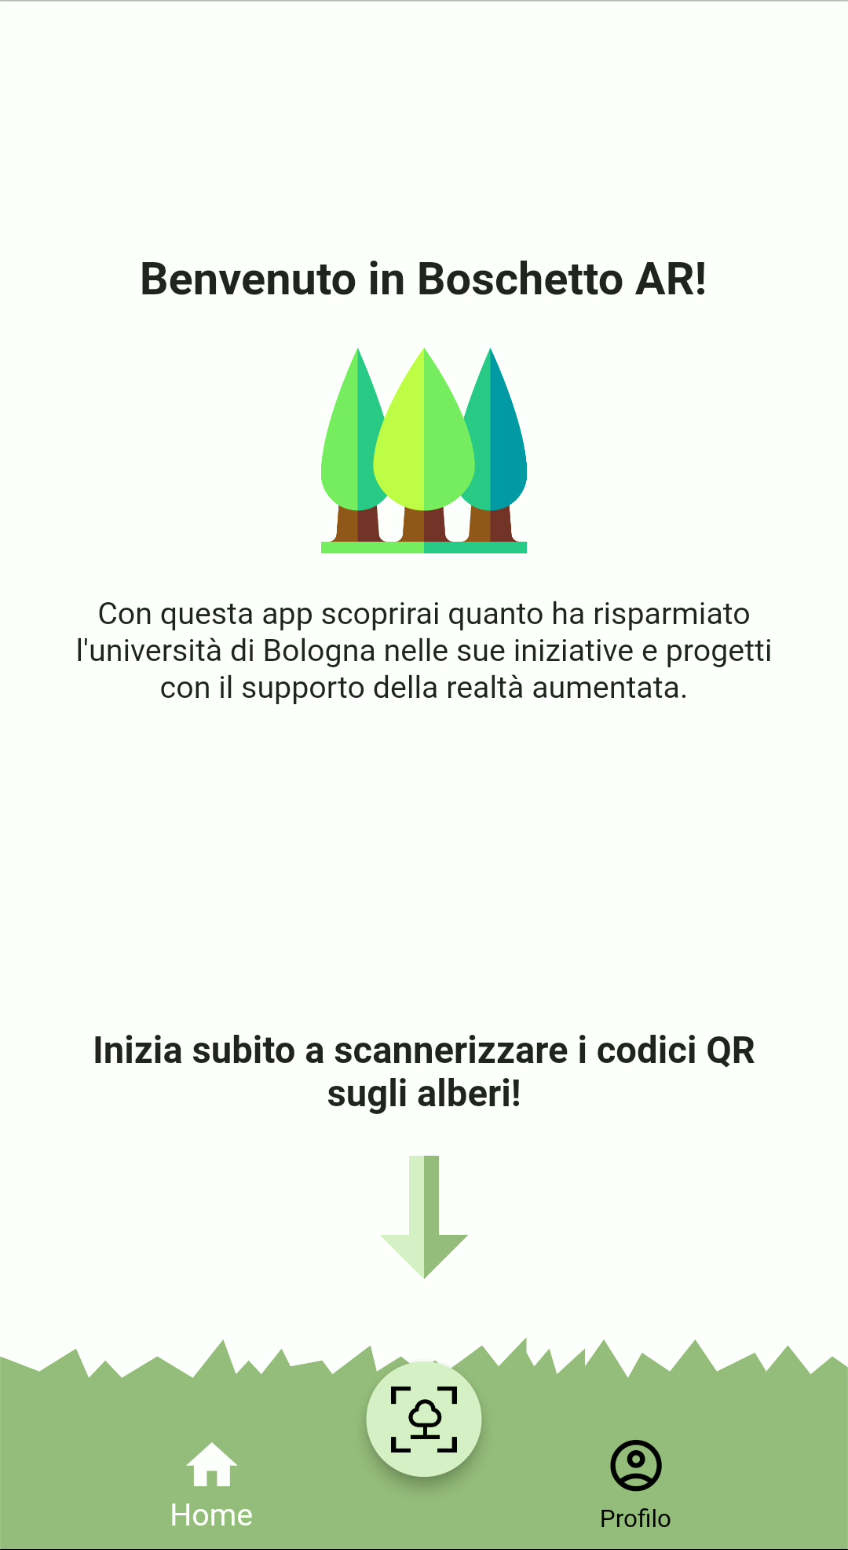 Benvenuto in Boschetto AR!
Con questa app scoprirai quanto ha risparmiato
l'università di Bologna nelle sue iniziative e progetti
con il supporto della realtà aumentata.
Inizia subito a scannerizzare i codici QR
sugli alberi!
Home
Profilo